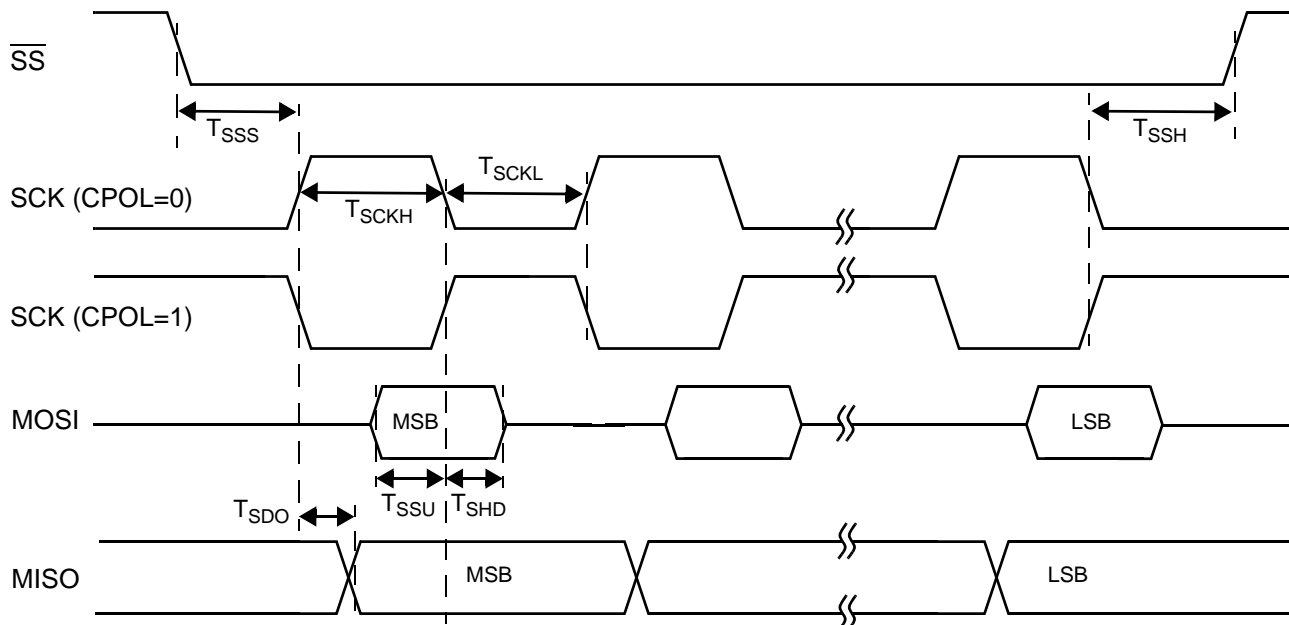 SS
T_SSS
T_SSH
SCK (CPOL=0)
T_SCKH
T_SCKL
SCK (CPOL=1)
MOSI
MSB
LSB
T_SSU
T_SHD
T_SDO
MISO
MSB
LSB